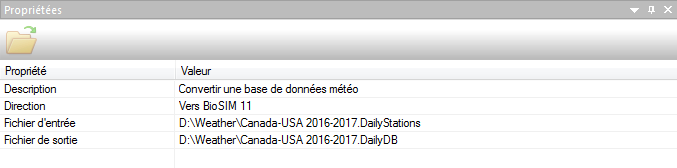 Propriétées
Propriété Valeur
Description Convertir une base de données météo
Direction Vers BioSIM 11
Fichier d'entrée D:\Weather\Canada-USA 2016-2017.DailyStations
Fichier de sortie D:\Weather\Canada-USA 2016-2017.DailyDB